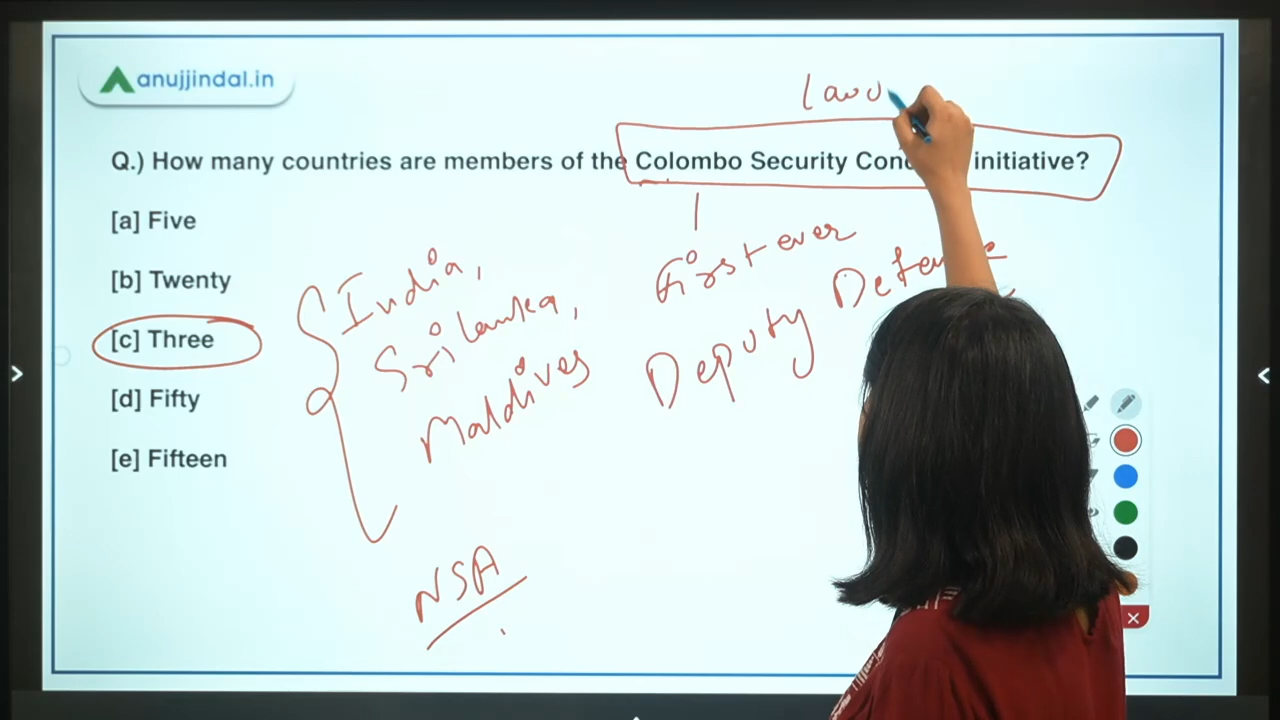 anujjindal.in
Q.) How many countries are members of the Colombo Security Con initiative?
[a] Five
[b] Twenty
[c] Three
[d] Fifty
[e] Fifteen
India,
Srilanka,
Maldives
First ever
Deputy
NSA